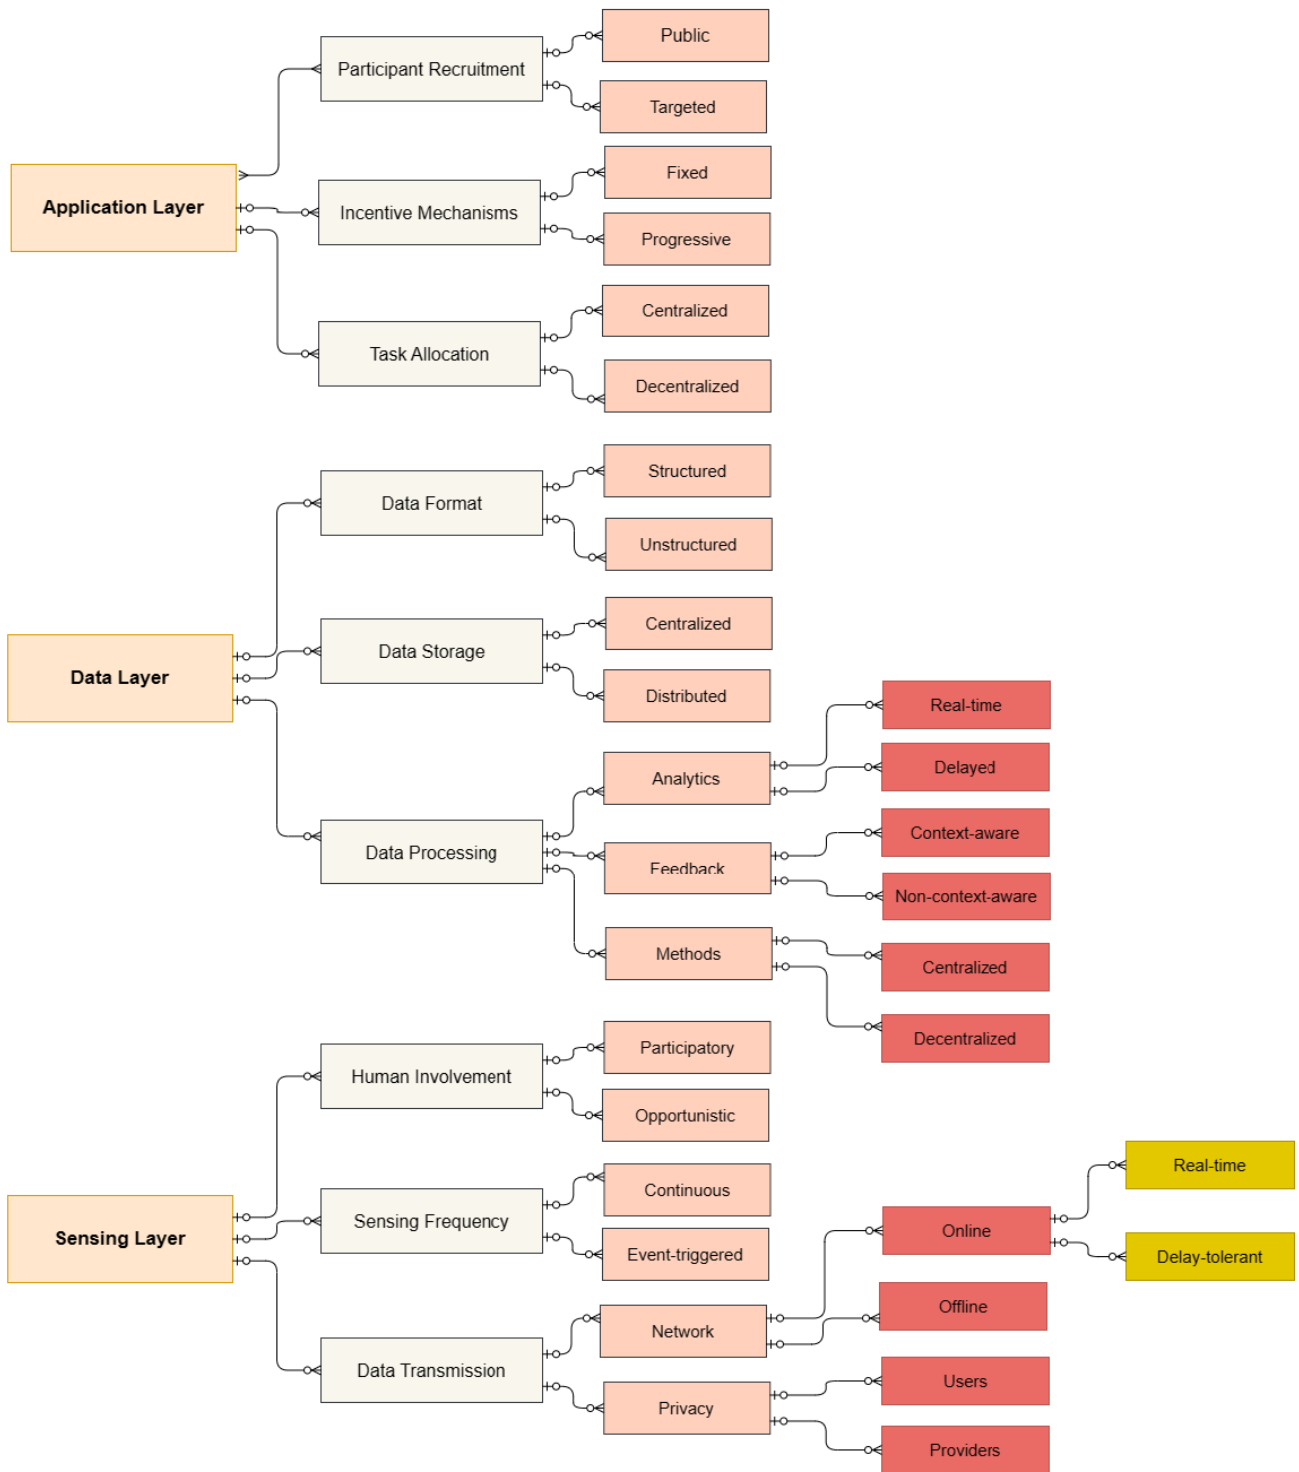 Application Layer
Participant Recruitment
Public
Targeted
Incentive Mechanisms
Fixed
Progressive
Task Allocation
Centralized
Decentralized
Data Layer
Data Format
Structured
Unstructured
Data Storage
Centralized
Distributed
Data Processing
Analytics
Real-time
Delayed
Feedback
Context-aware
Non-context-aware
Methods
Centralized
Decentralized
Sensing Layer
Human Involvement
Participatory
Opportunistic
Sensing Frequency
Continuous
Event-triggered
Data Transmission
Network
Online
Real-time
Delay-tolerant
Offline
Privacy
Users
Providers